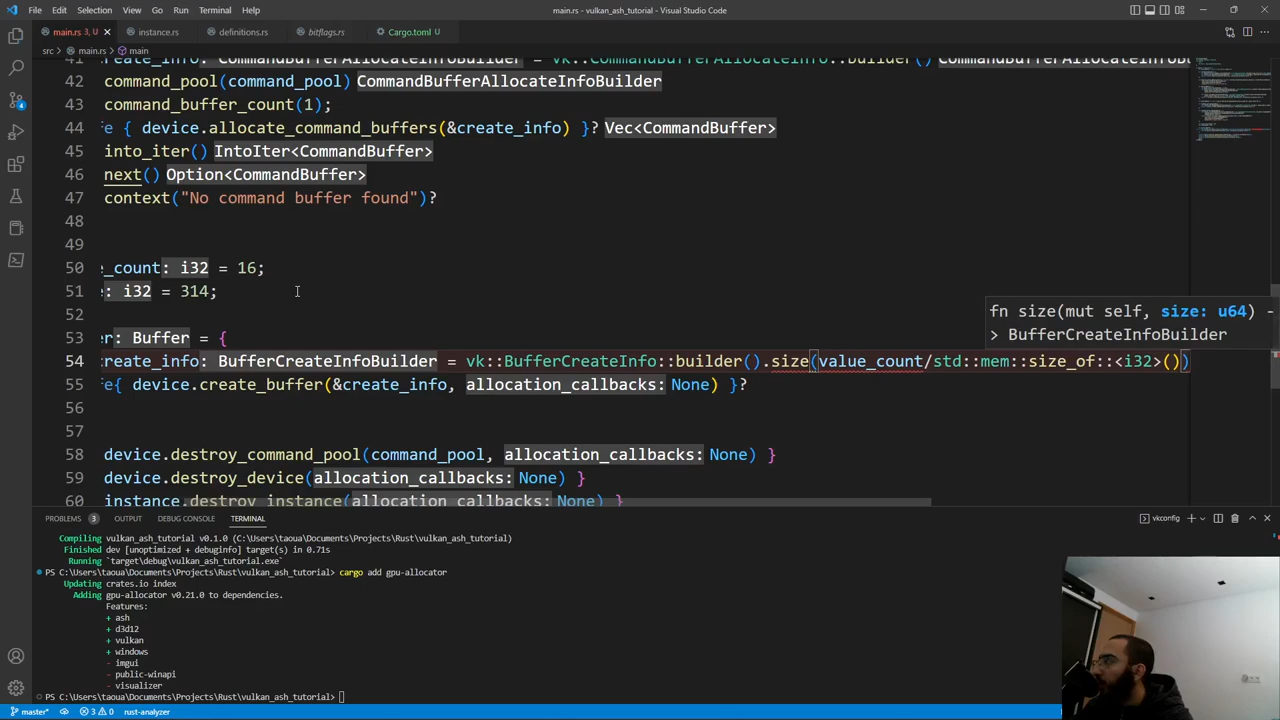 File Edit Selection View Go Run Terminal Help
main.rs - vulkan_ash_tutorial - Visual Studio Code
main.rs 3, U
instance.rs
definitions.rs
bitflags.rs
Cargo.toml
src > main.rs > main
41 create_info: CommandBufferAllocateInfoBuilder = vk::CommandBufferAllocateInfo::builder() CommandBufferAllocateInfoBu
42 command_pool(command_pool) CommandBufferAllocateInfoBuilder
43 command_buffer_count(1);
44 fe { device.allocate_command_buffers(&create_info) }? Vec<CommandBuffer>
45 into_iter() IntoIter<CommandBuffer>
46 next() Option<CommandBuffer>
47 context("No command buffer found")?
48
49
50 e_count: i32 = 16;
51 e: i32 = 314;
52
fn size(mut self, size: u64) -
> BufferCreateInfoBuilder
53 er: Buffer = {
54 create_info: BufferCreateInfoBuilder = vk::BufferCreateInfo::builder().size(value_count/std::mem::size_of::<i32>())
55 fe{ device.create_buffer(&create_info, allocation_callbacks: None) }?
56
57
58 device.destroy_command_pool(command_pool, allocation_callbacks: None) }
59 device.destroy_device(allocation_callbacks: None) }
60 instance.destroy_instance(allocation_callbacks: None) }
PROBLEMS 3 OUTPUT DEBUG CONSOLE TERMINAL
vkconfig
Compiling vulkan_ash_tutorial v0.1.0 (C:\Users\taoua\Documents\Projects\Rust\vulkan_ash_tutorial)
Finished dev [unoptimized + debuginfo] target(s) in 0.71s
Running `target\debug\vulkan_ash_tutorial.exe`
PS C:\Users\taoua\Documents\Projects\Rust\vulkan_ash_tutorial> cargo add gpu-allocator
Updating crates.io index
Adding gpu-allocator v0.21.0 to dependencies.
Features:
+ ash
+ d3d12
+ vulkan
+ windows
- imgui
- public-winapi
- visualizer
PS C:\Users\taoua\Documents\Projects\Rust\vulkan_ash_tutorial>
master* 3 0 rust-analyzer